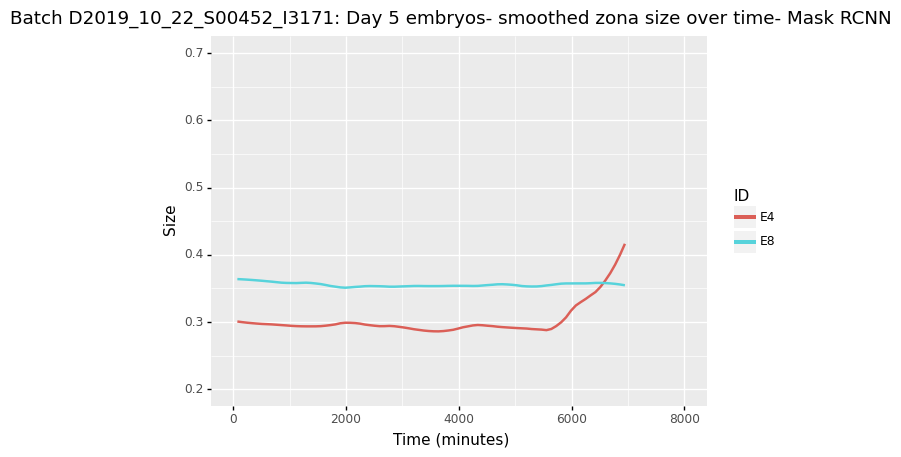 Batch D2019_10_22_S00452_I3171: Day 5 embryos- smoothed zona size over time- Mask RCNN
0.7
0.6
0.5
0.4
0.3
0.2
Size
0 2000 4000 6000 8000
Time (minutes)
ID
E4
E8